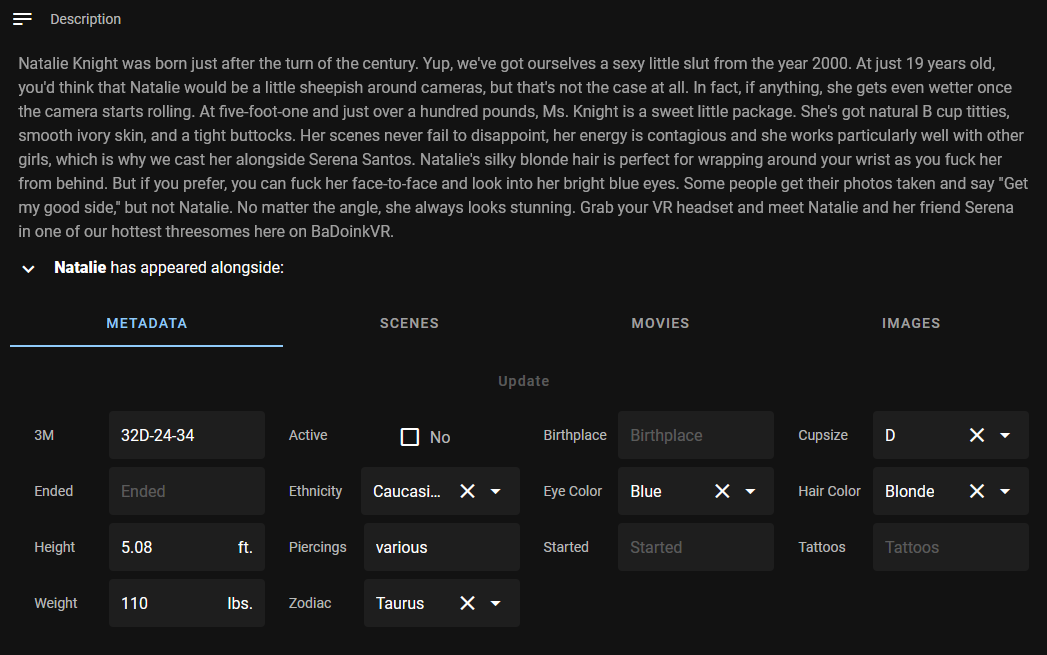 Description
Natalie Knight was born just after the turn of the century. Yup, we've got ourselves a sexy little slut from the year 2000. At just 19 years old,
you'd think that Natalie would be a little sheepish around cameras, but that's not the case at all. In fact, if anything, she gets even wetter once
the camera starts rolling. At five-foot-one and just over a hundred pounds, Ms. Knight is a sweet little package. She's got natural B cup titties,
smooth ivory skin, and a tight buttocks. Her scenes never fail to disappoint, her energy is contagious and she works particularly well with other
girls, which is why we cast her alongside Serena Santos. Natalie's silky blonde hair is perfect for wrapping around your wrist as you fuck her
from behind. But if you prefer, you can fuck her face-to-face and look into her bright blue eyes. Some people get their photos taken and say "Get
my good side," but not Natalie. No matter the angle, she always looks stunning. Grab your VR headset and meet Natalie and her friend Serena
in one of our hottest threesomes here on BaDoinkVR.
Natalie has appeared alongside:
METADATA SCENES MOVIES IMAGES
Update
3M 32D-24-34 Active No Birthplace Birthplace Cupsize D
Ended Ended Ethnicity Caucasi... Eye Color Blue Hair Color Blonde
Height 5.08 ft. Piercings various Started Started Tattoos Tattoos
Weight 110 lbs. Zodiac Taurus